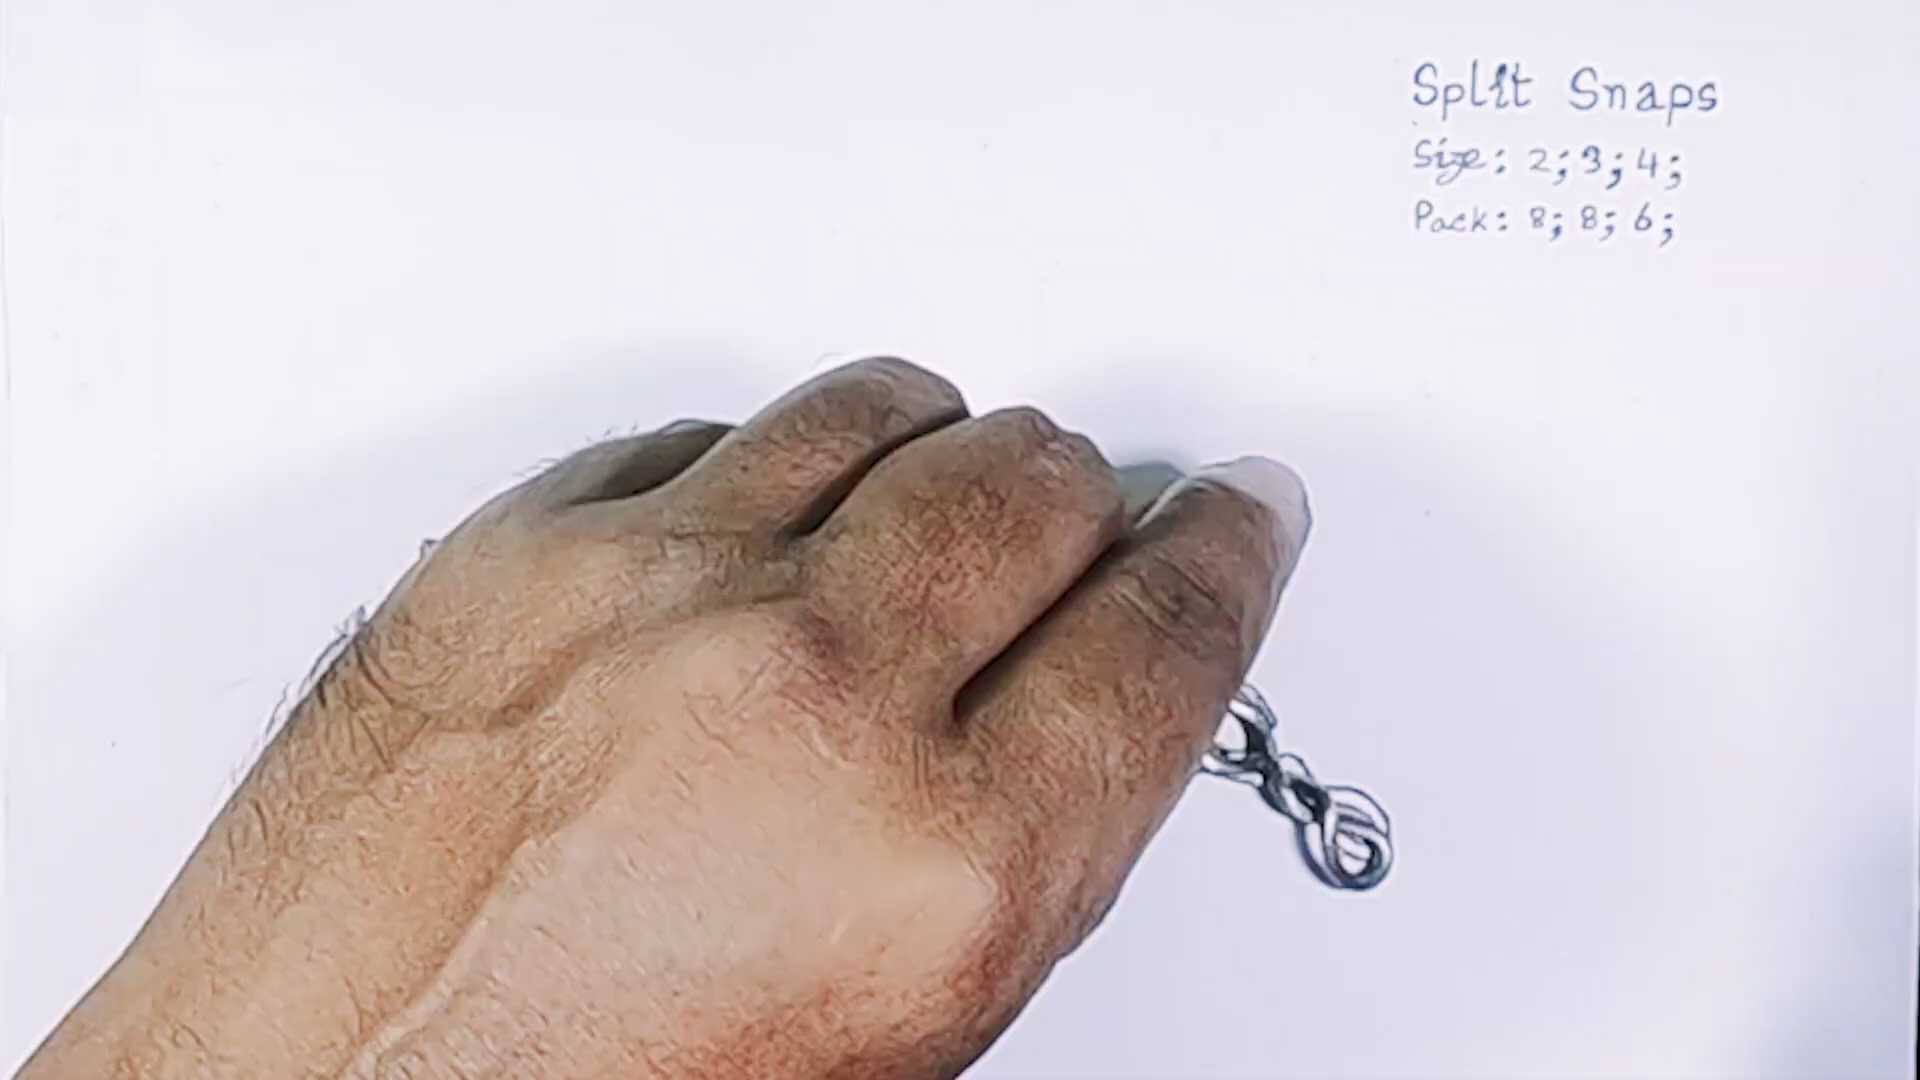 Split Snaps
Size: 2; 3; 4;
Pack: 8; 8; 6;